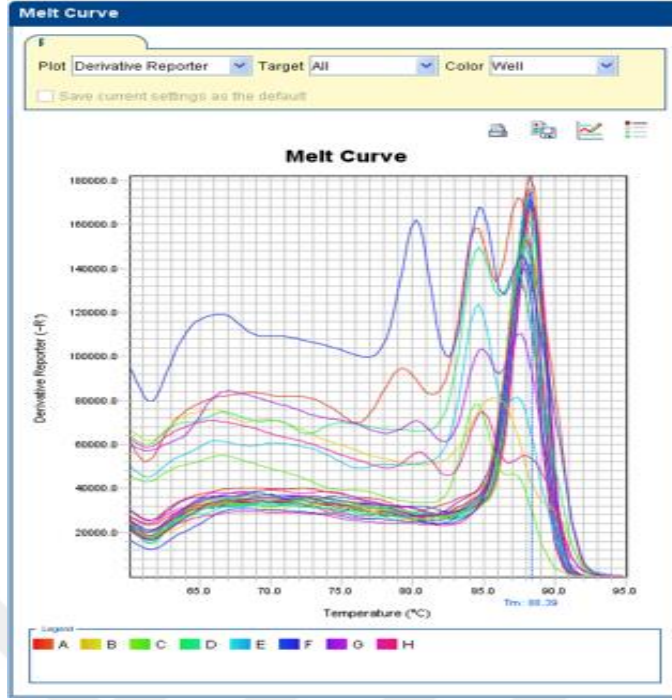 Melt Curve
Plot Derivative Reporter Target All Color Well
Save current settings as the default
Melt Curve
180000.0
160000.0
140000.0
120000.0
100000.0
80000.0
60000.0
40000.0
20000.0
Derivative Reporter (-R')
65.0 70.0 75.0 80.0 85.0 90.0 95.0
Tm: 88.39
Temperature (°C)
Legend
A B C D E F G H